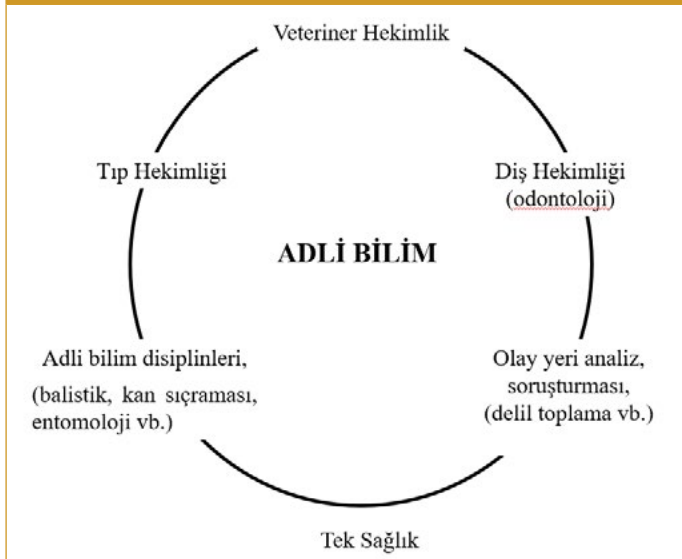 Veteriner Hekimlik
Tıp Hekimliği
Diş Hekimliği
(odontoloji)
ADLİ BİLİM
Adli bilim disiplinleri,
(balistik, kan sıçraması,
entomoloji vb.)
Olay yeri analiz,
soruşturması,
(delil toplama vb.)
Tek Sağlık